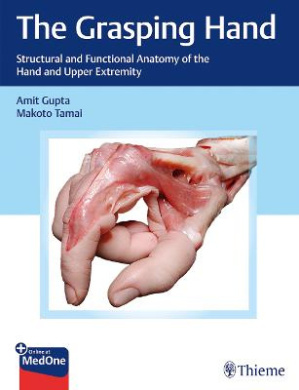 The Grasping Hand
Structural and Functional Anatomy of the
Hand and Upper Extremity
Amit Gupta
Makoto Tamai
Online at
MedOne
Thieme